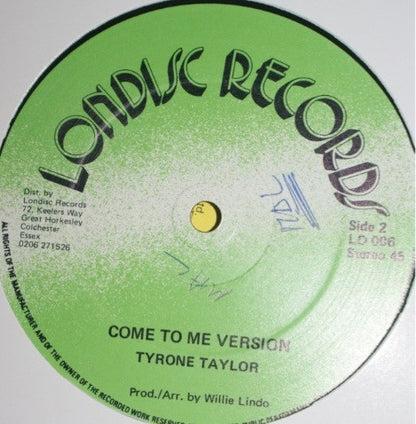 LONDISC RECORDS
Dist. by
Londisc Records
72, Keelers Way
Great Horkesley
Colchester
Essex
0206 271526
Side 2
LD 006
Stereo 45
COME TO ME VERSION
TYRONE TAYLOR
Prod./Arr. by Willie Lindo
ALL RIGHTS OF THE MANUFACTURER AND OF THE OWNER OF THE RECORDED WORK RESERVED